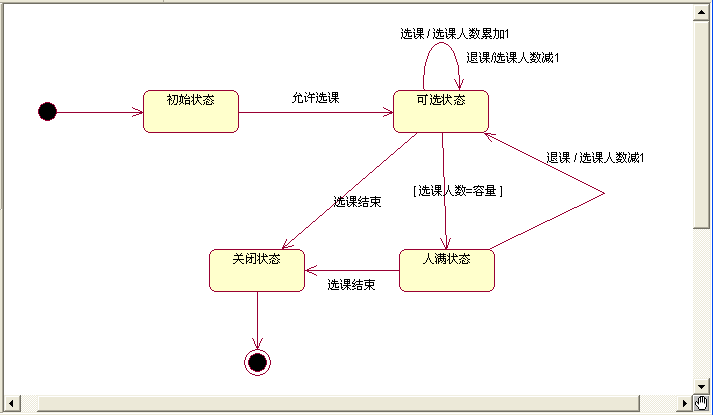 选课 / 选课人数累加1
退课/选课人数减1
初始状态
允许选课
可选状态
退课 / 选课人数减1
[ 选课人数=容量 ]
选课结束
关闭状态
人满状态
选课结束